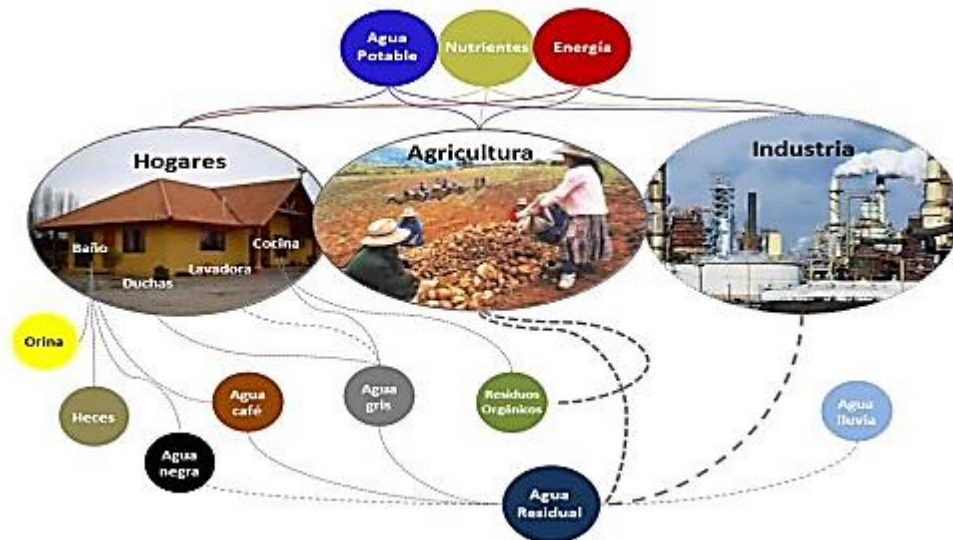 Agua
Potable
Nutrientes
Energía
Hogares
Agricultura
Industria
Baño
Cocina
Lavadora
Duchas
Orina
Heces
Agua
café
Agua
gris
Residuos
Orgánicos
Agua
lluvia
Agua
negra
Agua
Residual